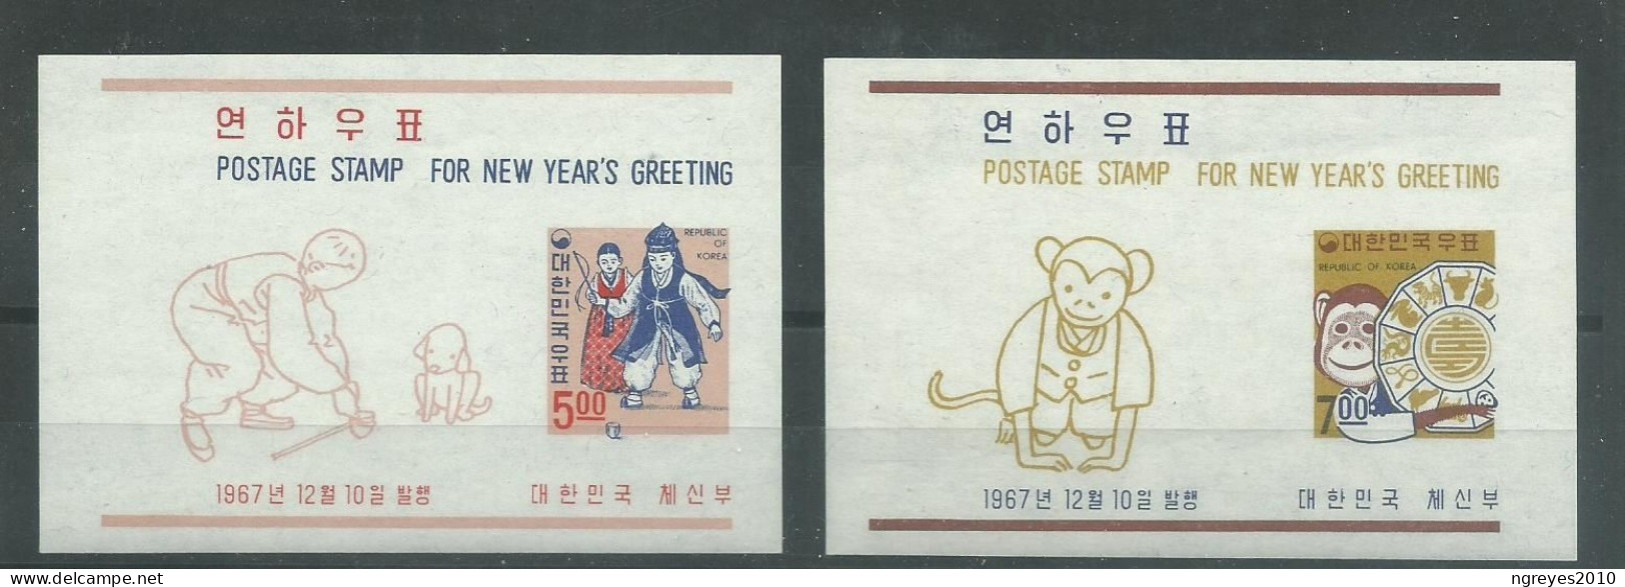 연하우표
POSTAGE STAMP FOR NEW YEAR'S GREETING
REPUBLIC
OF
KOREA
대한민국우표
5.00
1967년 12월 10일 발행
대한민국 체신부
연하우표
POSTAGE STAMP FOR NEW YEAR'S GREETING
대한민국우표
REPUBLIC OF KOREA
7.00
1967년 12월 10일 발행
대한민국 체신부
ngreyes2010